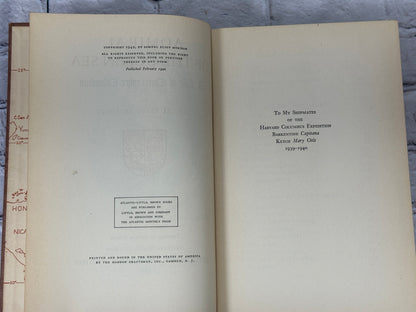 COPYRIGHT 1942, BY SAMUEL ELIOT MORISON
ALL RIGHTS RESERVED, INCLUDING THE RIGHT
TO REPRODUCE THIS BOOK OR PORTIONS
THEREOF IN ANY FORM
Published February 1942
ATLANTIC–LITTLE, BROWN BOOKS
ARE PUBLISHED BY
LITTLE, BROWN AND COMPANY
IN ASSOCIATION WITH
THE ATLANTIC MONTHLY PRESS
PRINTED AND BOUND IN THE UNITED STATES OF AMERICA
BY THE HADDON CRAFTSMEN, INC., CAMDEN, N. J.
To My Shipmates
of the
Harvard Columbus Expedition
Barkentine Capitana
Ketch Mary Otis
1939–1940
HON
NICA